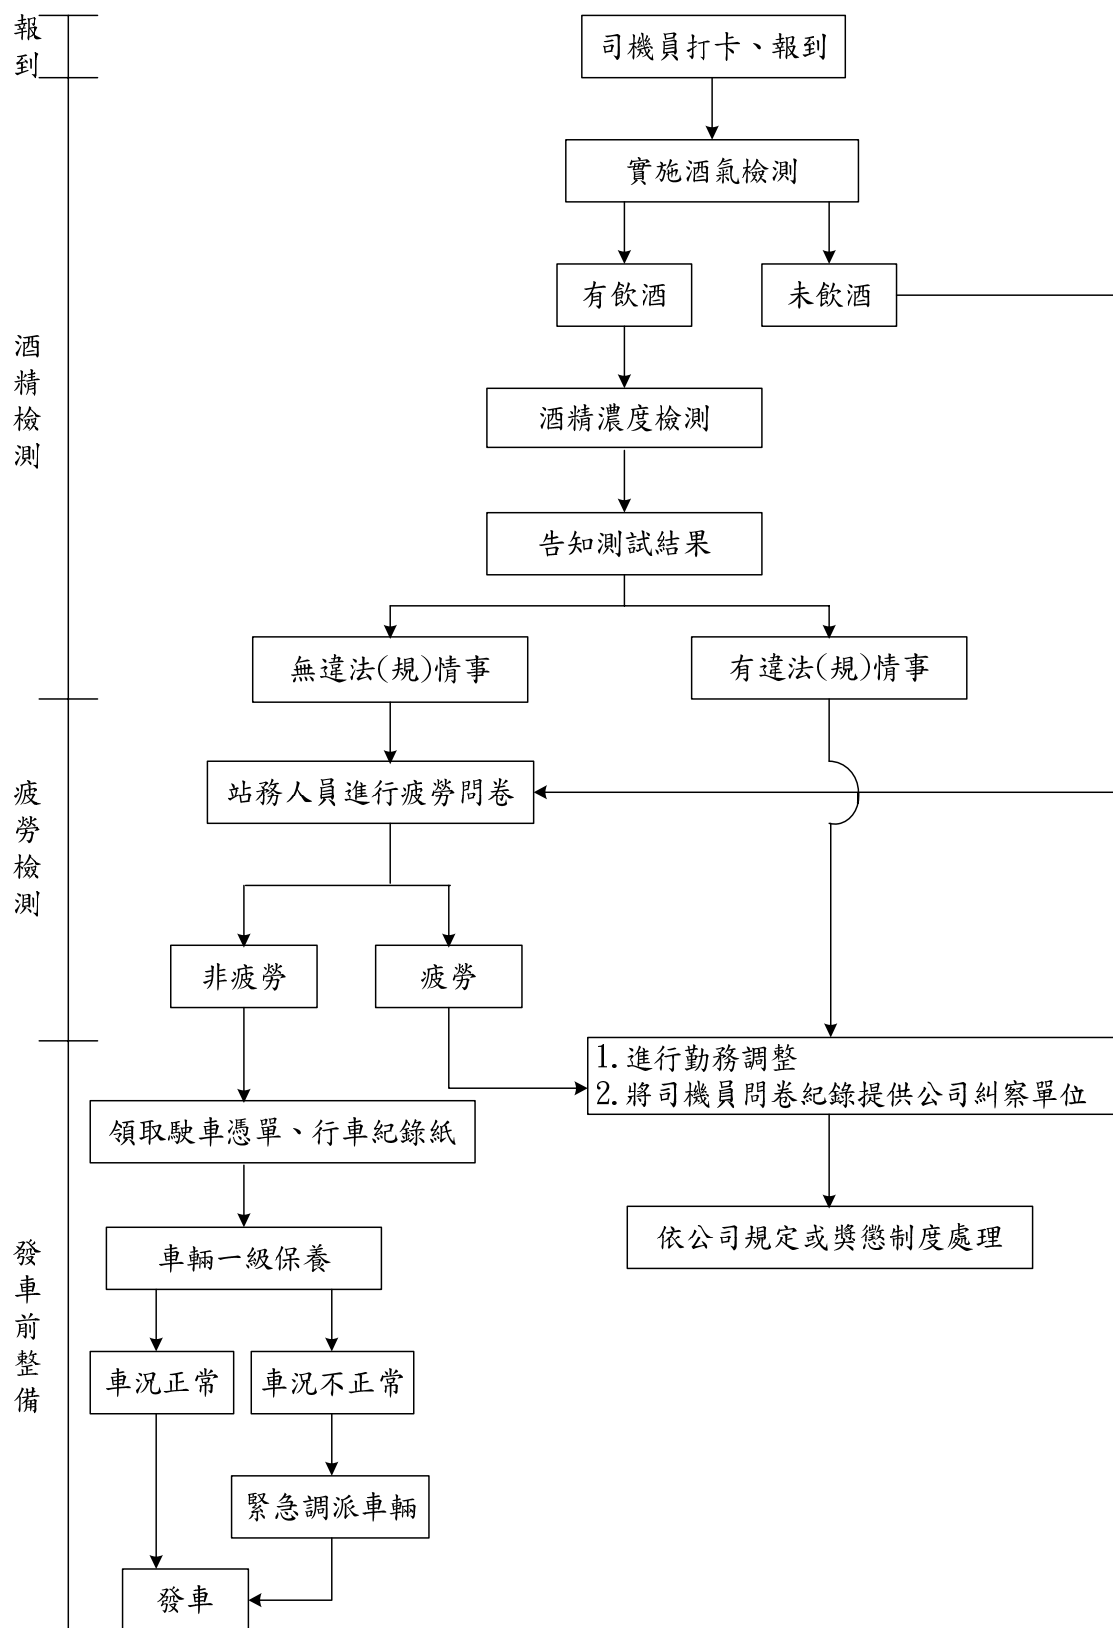 報到
司機員打卡、報到
實施酒氣檢測
有飲酒
未飲酒
酒精檢測
酒精濃度檢測
告知測試結果
無違法(規)情事
有違法(規)情事
疲勞檢測
站務人員進行疲勞問卷
非疲勞
疲勞
1.進行勤務調整
2.將司機員問卷紀錄提供公司糾察單位
領取駛車憑單、行車紀錄紙
依公司規定或獎懲制度處理
發車前整備
車輛一級保養
車況正常
車況不正常
緊急調派車輛
發車